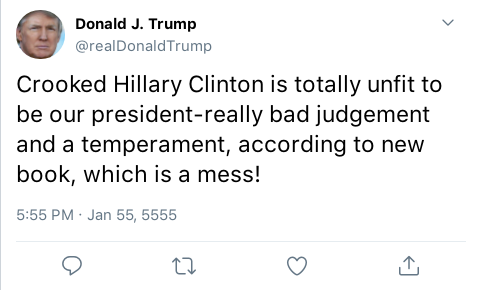 Donald J. Trump
@realDonaldTrump
Crooked Hillary Clinton is totally unfit to
be our president-really bad judgement
and a temperament, according to new
book, which is a mess!
5:55 PM · Jan 55, 5555